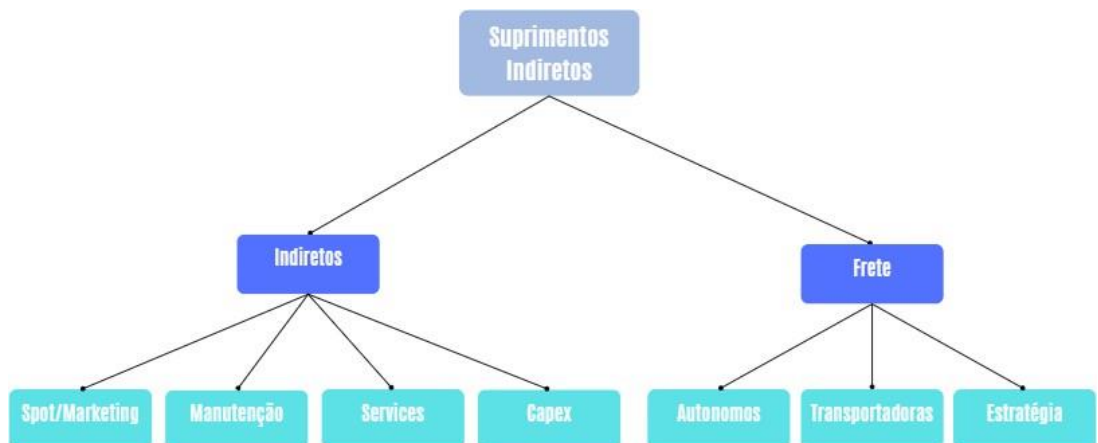 Suprimentos
Indiretos
Indiretos
Frete
Spot/Marketing
Manutenção
Services
Capex
Autonomos
Transportadoras
Estratégia